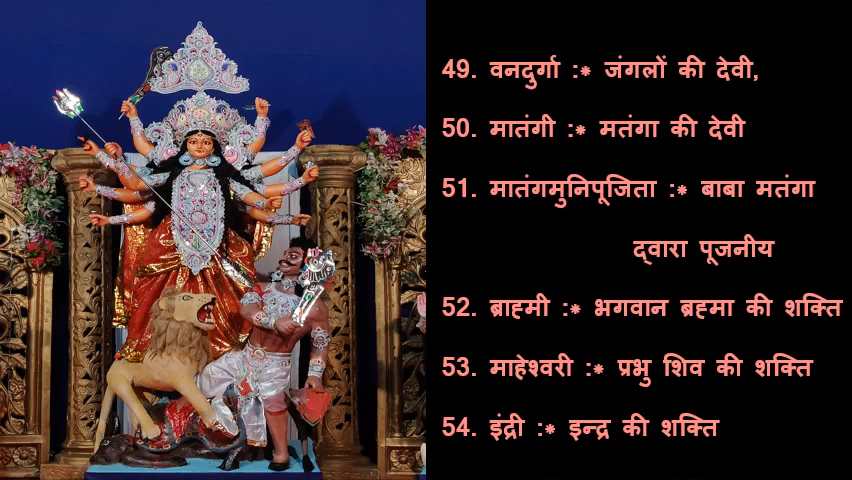 49. वनदुर्गा :* जंगलों की देवी,
50. मातंगी :* मतंगा की देवी
51. मातंगमुनिपूजिता :* बाबा मतंगा
द्वारा पूजनीय
52. ब्राह्मी :* भगवान ब्रह्मा की शक्ति
53. माहेश्वरी :* प्रभु शिव की शक्ति
54. इंद्री :* इन्द्र की शक्ति